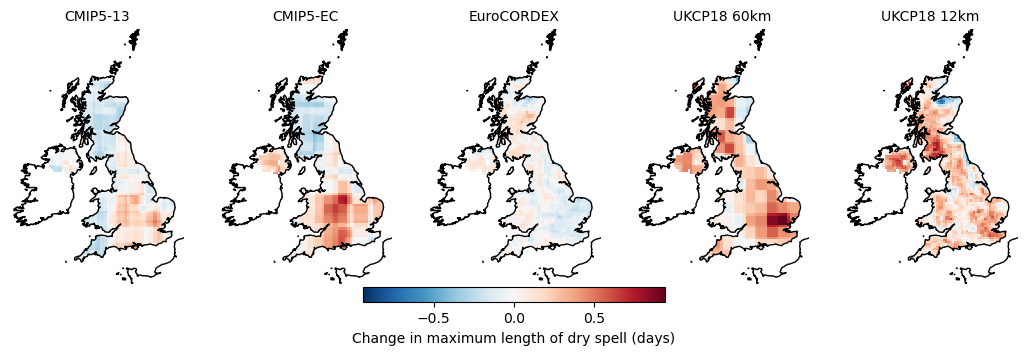 CMIP5-13 CMIP5-EC EuroCORDEX UKCP18 60km UKCP18 12km
−0.5 0.0 0.5
Change in maximum length of dry spell (days)